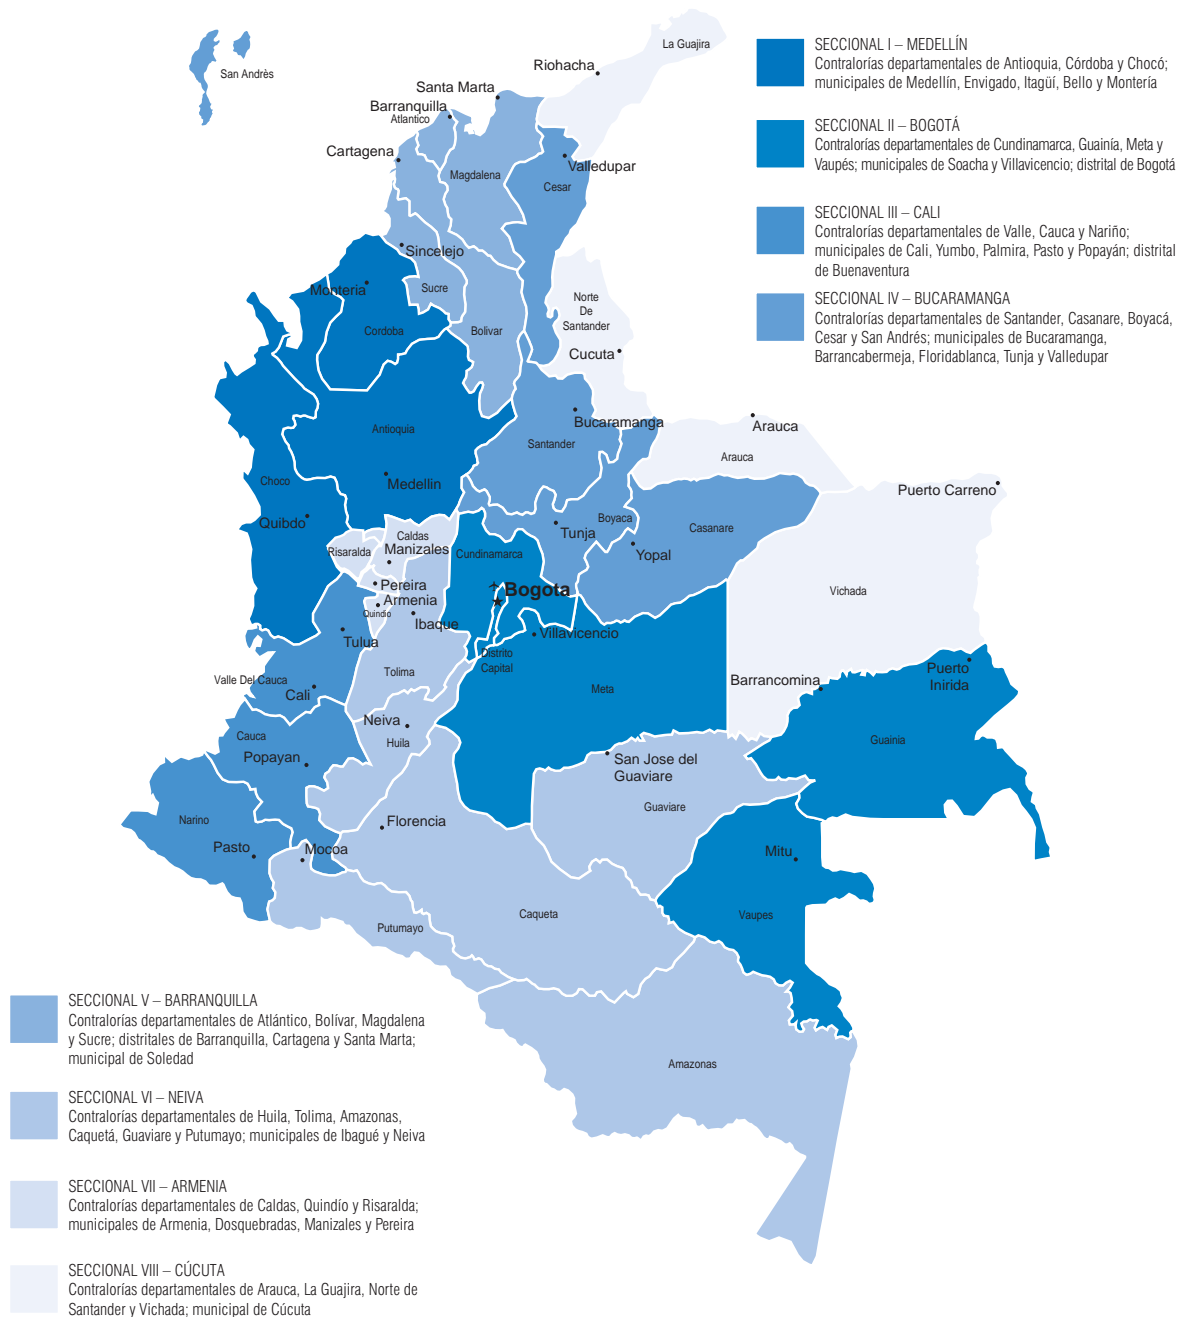 La Guajira
Riohacha
San Andrès
Santa Marta
Barranquilla
Atlantico
Cartagena
Valledupar
Magdalena
Cesar
Sincelejo
Monteria
Sucre
Norte
De
Santander
Cordoba
Bolivar
Cucuta
Bucaramanga
Arauca
Antioquia
Santander
Arauca
Choco
Medellin
Puerto Carreno
Quibdo
Boyaca
Casanare
Caldas
Tunja
Risaralda
Manizales
Cundinamarca
Yopal
Pereira
Bogota
Vichada
Armenia
Quindio
Ibaque
Tulua
Villavicencio
Distrito
Capital
Puerto
Inirida
Tolima
Valle Del Cauca
Cali
Meta
Barrancomina
Neiva
Cauca
Huila
Guainia
Popayan
San Jose del
Guaviare
Guaviare
Narino
Florencia
Pasto
Mocoa
Mitu
Caqueta
Vaupes
Putumayo
Amazonas
SECCIONAL I – MEDELLÍN
Contralorías departamentales de Antioquia, Córdoba y Chocó;
municipales de Medellín, Envigado, Itagüí, Bello y Montería
SECCIONAL II – BOGOTÁ
Contralorías departamentales de Cundinamarca, Guainía, Meta y
Vaupés; municipales de Soacha y Villavicencio; distrital de Bogotá
SECCIONAL III – CALI
Contralorías departamentales de Valle, Cauca y Nariño;
municipales de Cali, Yumbo, Palmira, Pasto y Popayán; distrital
de Buenaventura
SECCIONAL IV – BUCARAMANGA
Contralorías departamentales de Santander, Casanare, Boyacá,
Cesar y San Andrés; municipales de Bucaramanga,
Barrancabermeja, Floridablanca, Tunja y Valledupar
SECCIONAL V – BARRANQUILLA
Contralorías departamentales de Atlántico, Bolívar, Magdalena
y Sucre; distritales de Barranquilla, Cartagena y Santa Marta;
municipal de Soledad
SECCIONAL VI – NEIVA
Contralorías departamentales de Huila, Tolima, Amazonas,
Caquetá, Guaviare y Putumayo; municipales de Ibagué y Neiva
SECCIONAL VII – ARMENIA
Contralorías departamentales de Caldas, Quindío y Risaralda;
municipales de Armenia, Dosquebradas, Manizales y Pereira
SECCIONAL VIII – CÚCUTA
Contralorías departamentales de Arauca, La Guajira, Norte de
Santander y Vichada; municipal de Cúcuta